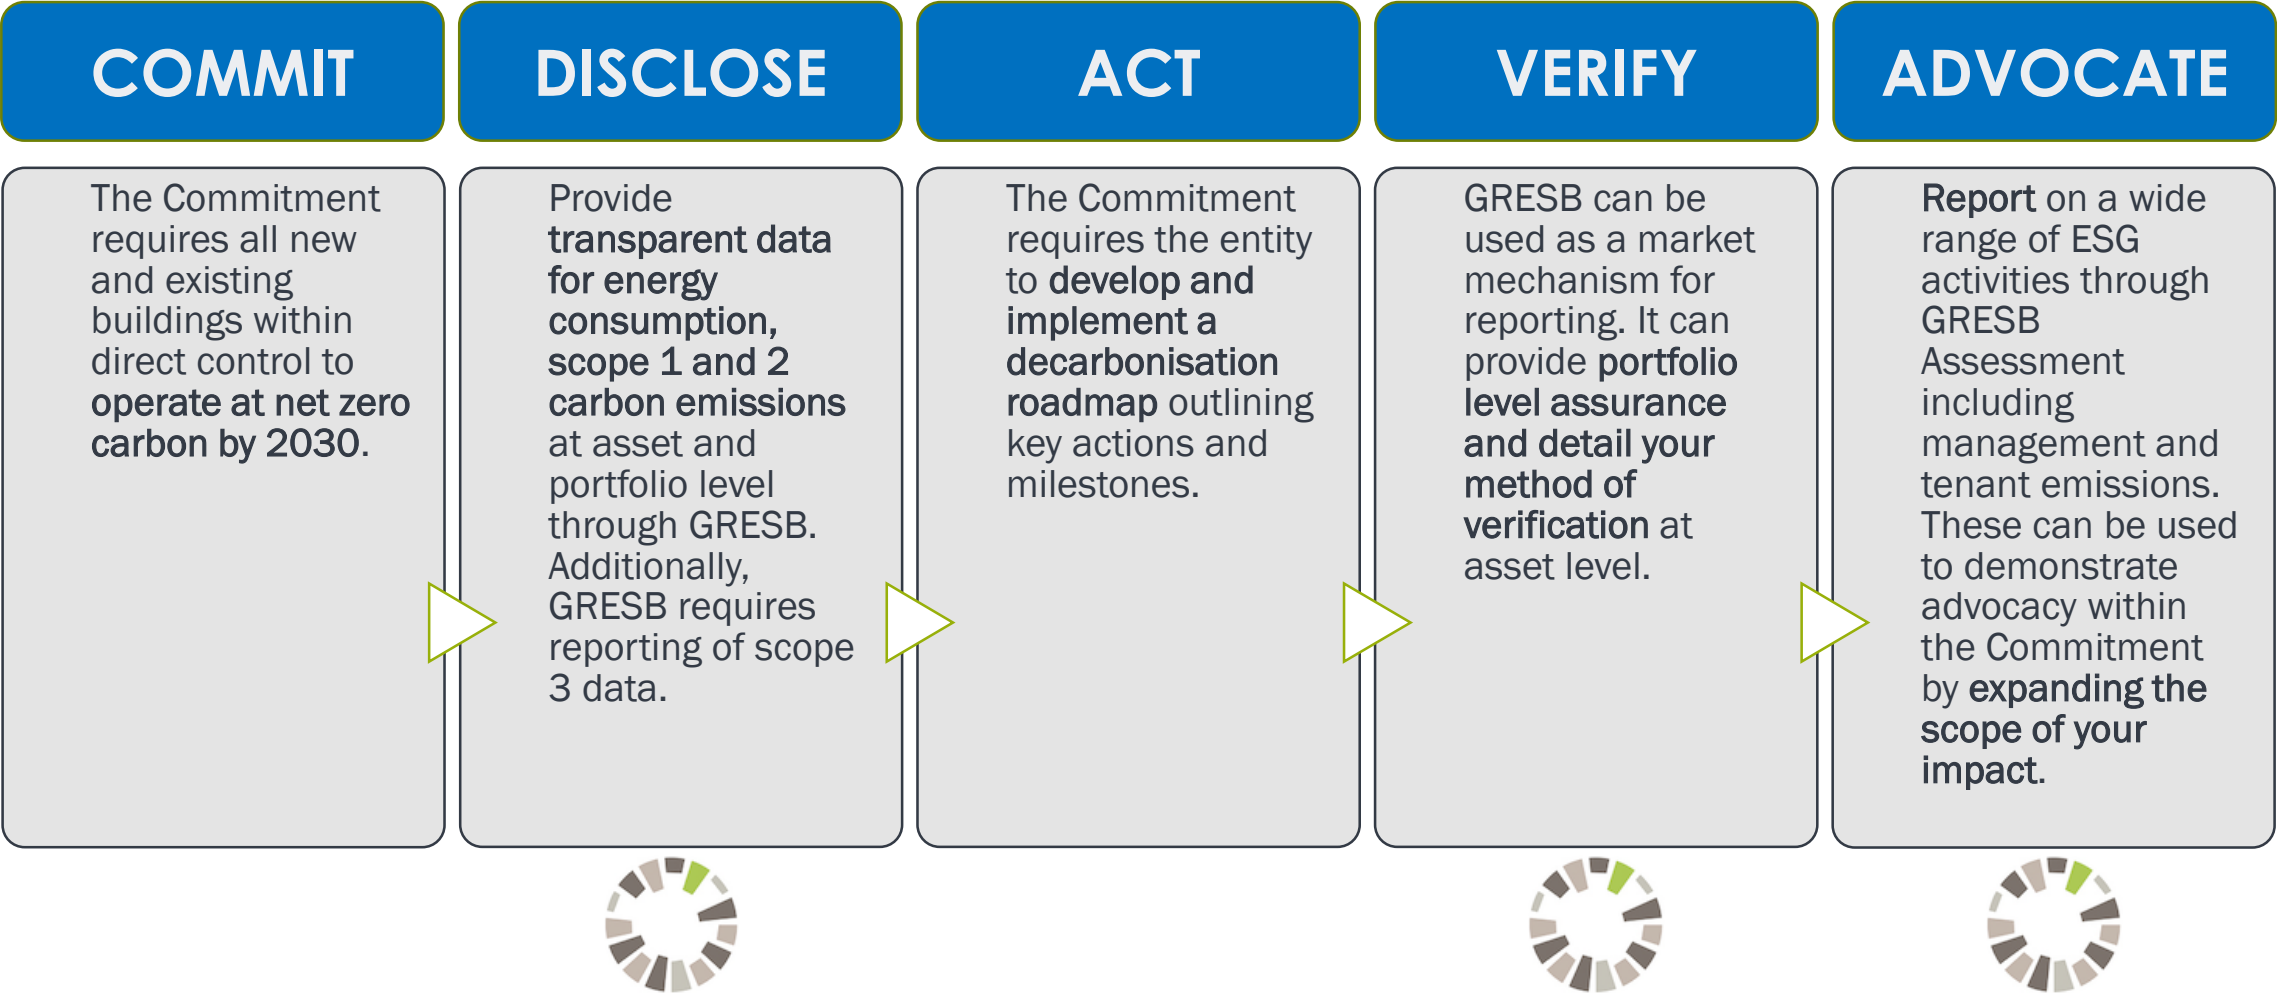 COMMIT
The Commitment
requires all new
and existing
buildings within
direct control to
operate at net zero
carbon by 2030.
DISCLOSE
Provide
transparent data
for energy
consumption,
scope 1 and 2
carbon emissions
at asset and
portfolio level
through GRESB.
Additionally,
GRESB requires
reporting of scope
3 data.
ACT
The Commitment
requires the entity
to develop and
implement a
decarbonisation
roadmap outlining
key actions and
milestones.
VERIFY
GRESB can be
used as a market
mechanism for
reporting. It can
provide portfolio
level assurance
and detail your
method of
verification at
asset level.
ADVOCATE
Report on a wide
range of ESG
activities through
GRESB
Assessment
including
management and
tenant emissions.
These can be used
to demonstrate
advocacy within
the Commitment
by expanding the
scope of your
impact.